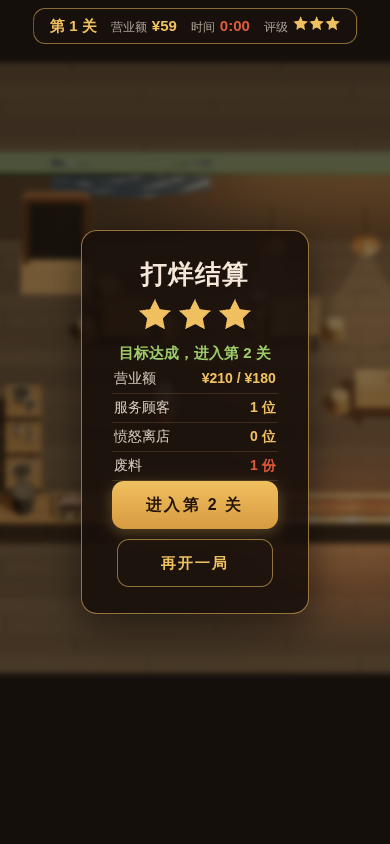 第 1 关 营业额 ¥59 时间 0:00 评级
打烊结算
目标达成，进入第 2 关
营业额 ¥210 / ¥180
服务顾客 1 位
愤怒离店 0 位
废料 1 份
进入第 2 关
再开一局